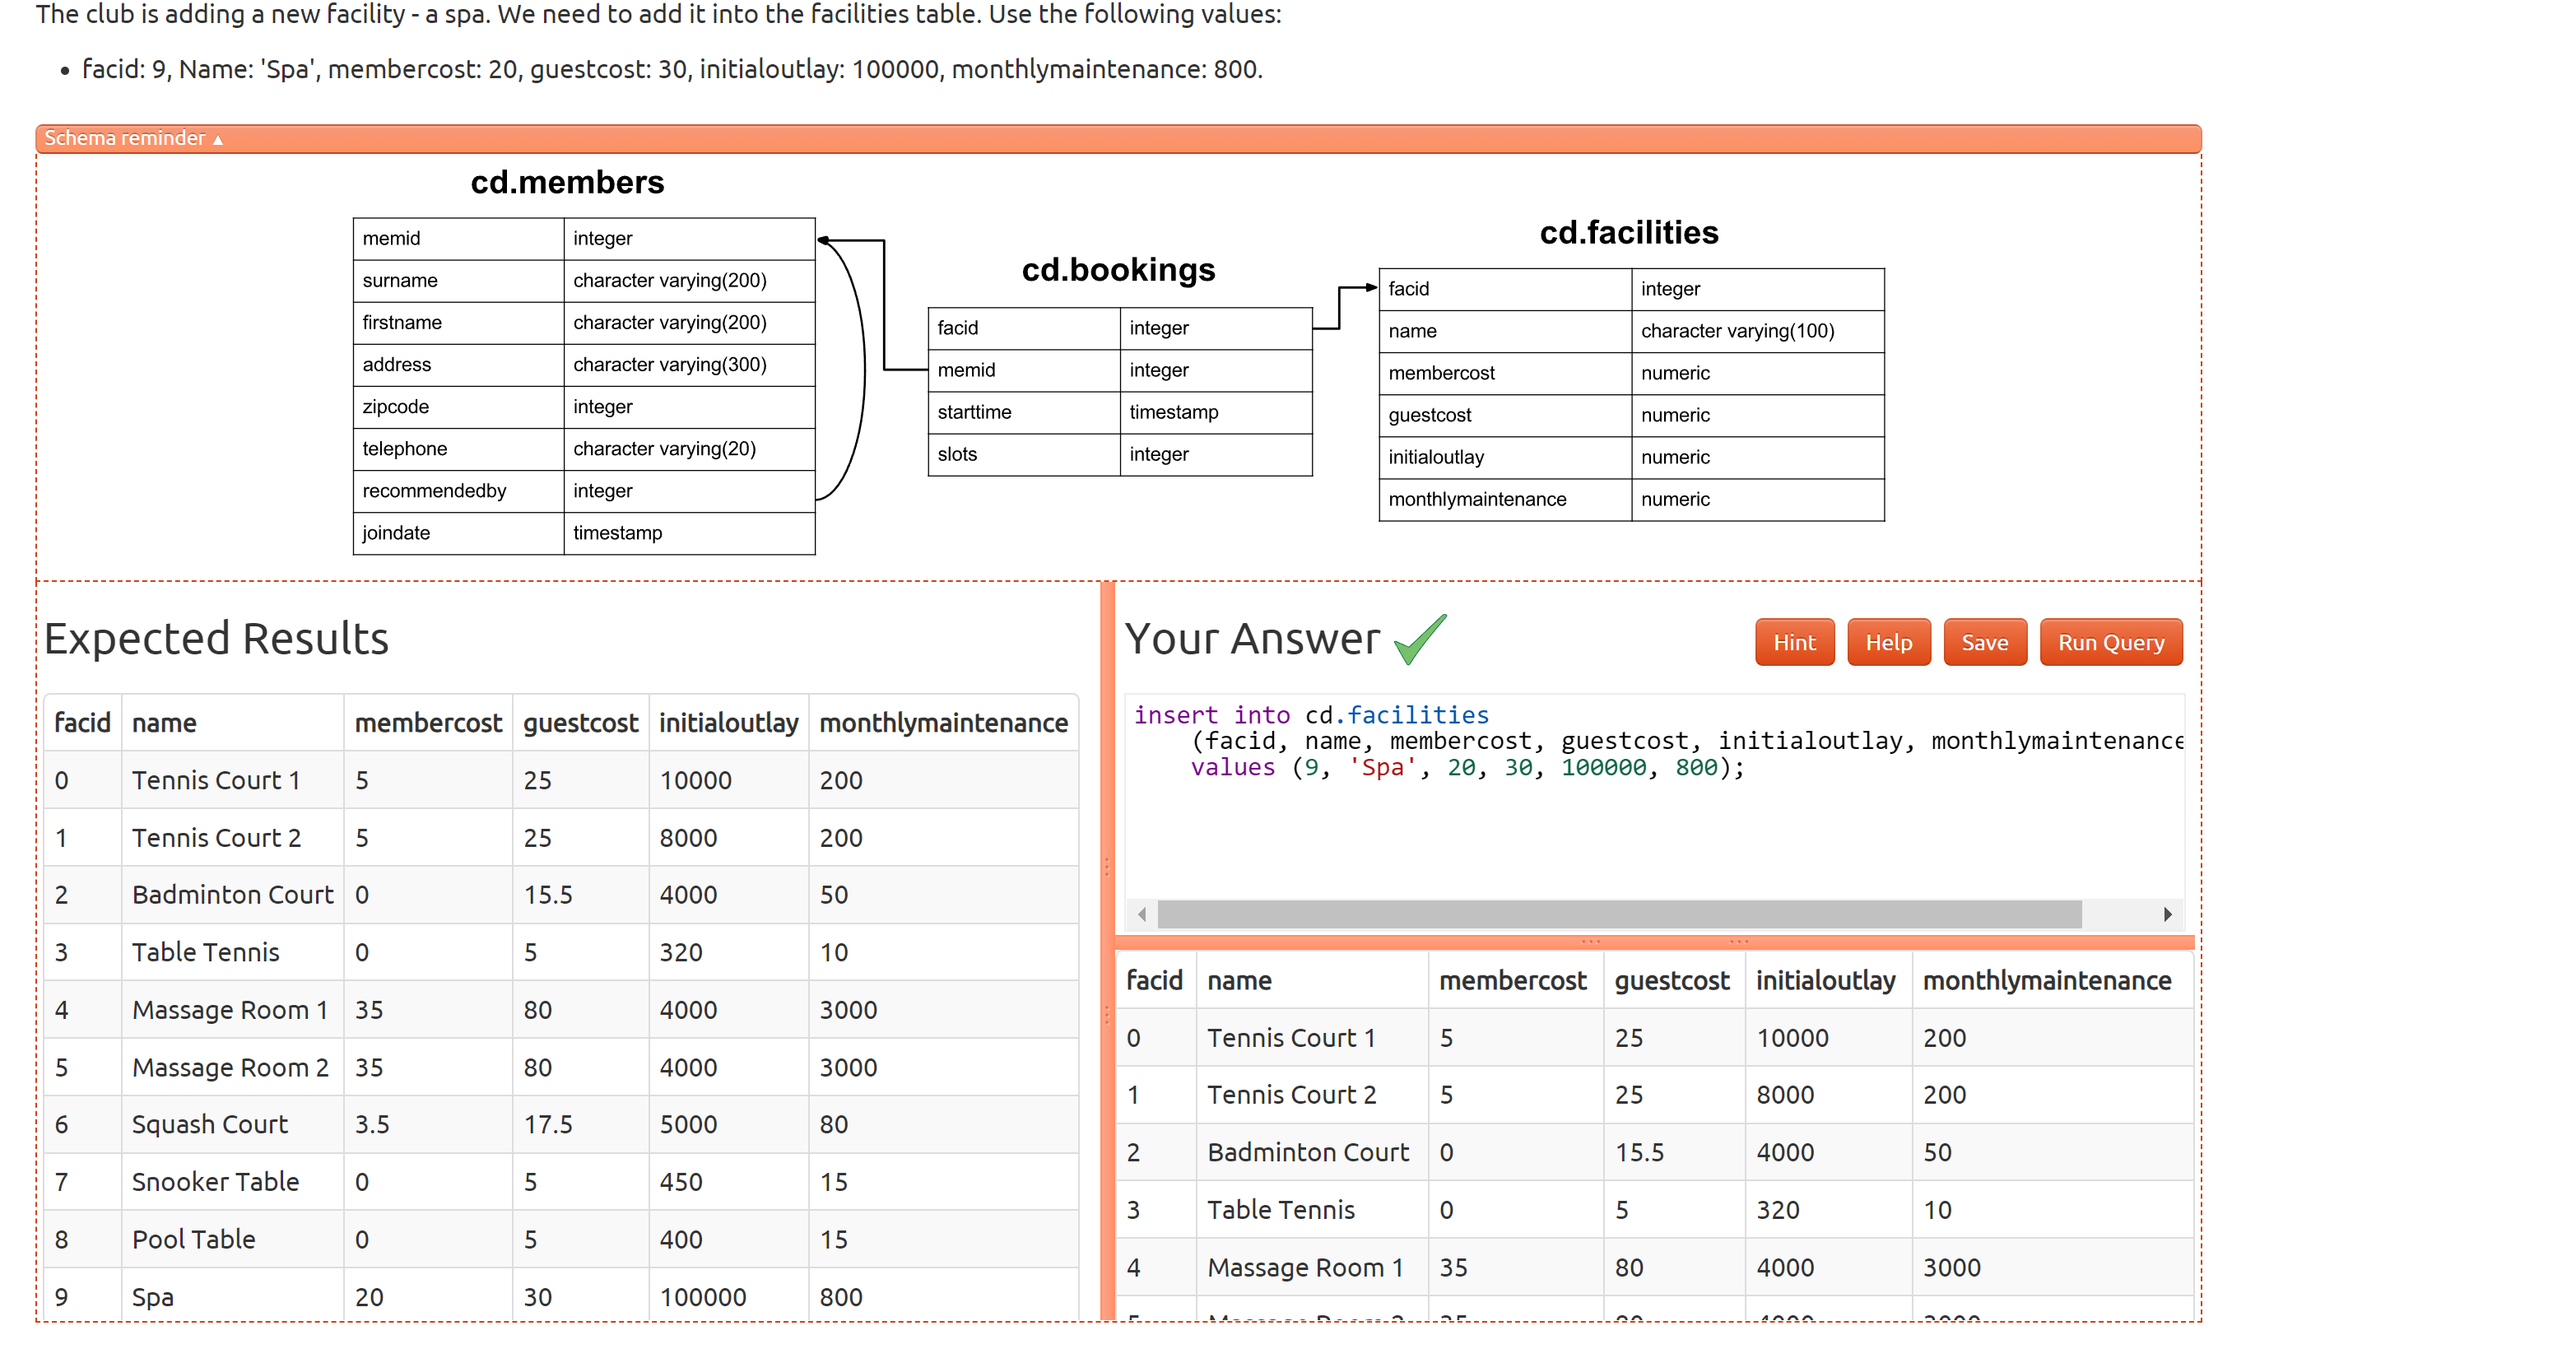 The club is adding a new facility - a spa. We need to add it into the facilities table. Use the following values:
• facid: 9, Name: 'Spa', membercost: 20, guestcost: 30, initialoutlay: 100000, monthlymaintenance: 800.
Schema reminder ▲
cd.members
memid integer
surname character varying(200)
firstname character varying(200)
address character varying(300)
zipcode integer
telephone character varying(20)
recommendedby integer
joindate timestamp
cd.bookings
facid integer
memid integer
starttime timestamp
slots integer
cd.facilities
facid integer
name character varying(100)
membercost numeric
guestcost numeric
initialoutlay numeric
monthlymaintenance numeric
Expected Results
facid name membercost guestcost initialoutlay monthlymaintenance
0 Tennis Court 1 5 25 10000 200
1 Tennis Court 2 5 25 8000 200
2 Badminton Court 0 15.5 4000 50
3 Table Tennis 0 5 320 10
4 Massage Room 1 35 80 4000 3000
5 Massage Room 2 35 80 4000 3000
6 Squash Court 3.5 17.5 5000 80
7 Snooker Table 0 5 450 15
8 Pool Table 0 5 400 15
9 Spa 20 30 100000 800
Your Answer
Hint Help Save Run Query
insert into cd.facilities
(facid, name, membercost, guestcost, initialoutlay, monthlymaintenance
values (9, 'Spa', 20, 30, 100000, 800);
facid name membercost guestcost initialoutlay monthlymaintenance
0 Tennis Court 1 5 25 10000 200
1 Tennis Court 2 5 25 8000 200
2 Badminton Court 0 15.5 4000 50
3 Table Tennis 0 5 320 10
4 Massage Room 1 35 80 4000 3000